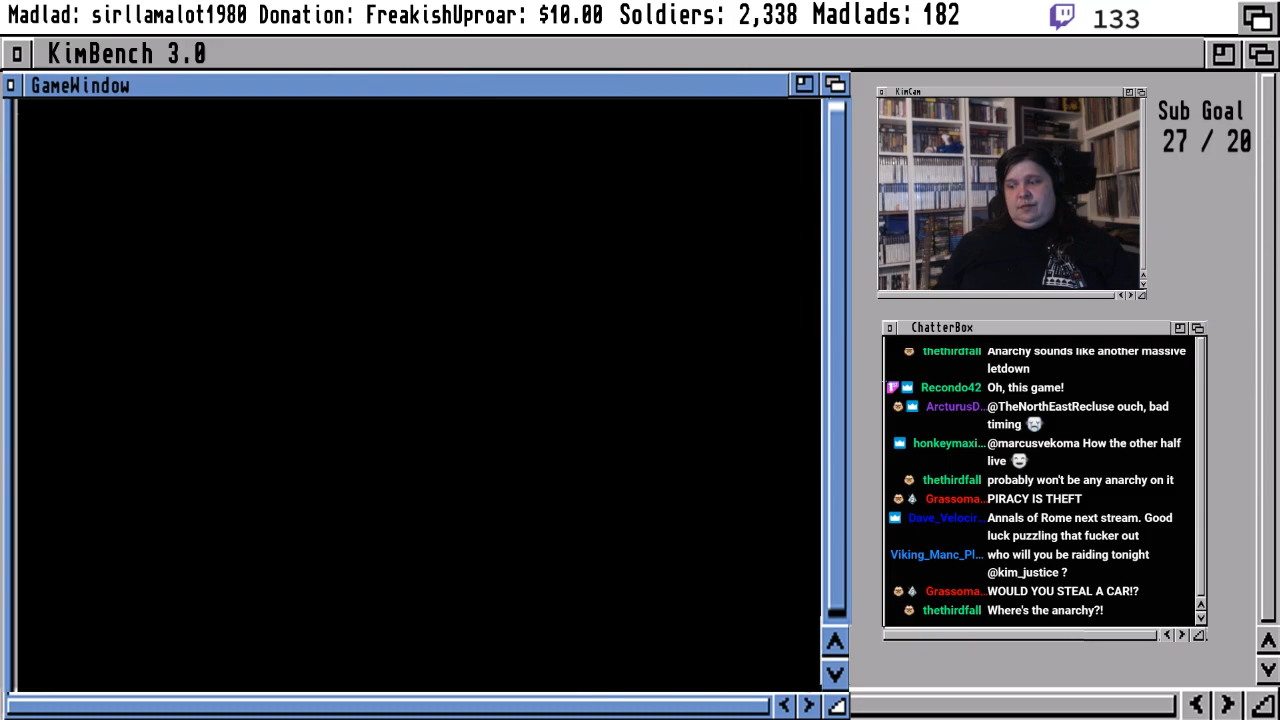 Madlad: sirllamalot1980 Donation: FreakishUproar: $10.00 Soldiers: 2,338 Madlads: 182
133
KimBench 3.0
GameWindow
KimCam
Sub Goal
27 / 20
ChatterBox
thethirdfall Anarchy sounds like another massive
letdown
Recondo42 Oh, this game!
ArcturusD... @TheNorthEastRecluse ouch, bad
timing
honkeymaxi... @marcusvekoma How the other half
live
thethirdfall probably won't be any anarchy on it
Grassoma... PIRACY IS THEFT
Dave_Velocir... Annals of Rome next stream. Good
luck puzzling that fucker out
Viking_Manc_Pl... who will you be raiding tonight
@kim_justice ?
Grassoma... WOULD YOU STEAL A CAR!?
thethirdfall Where's the anarchy?!